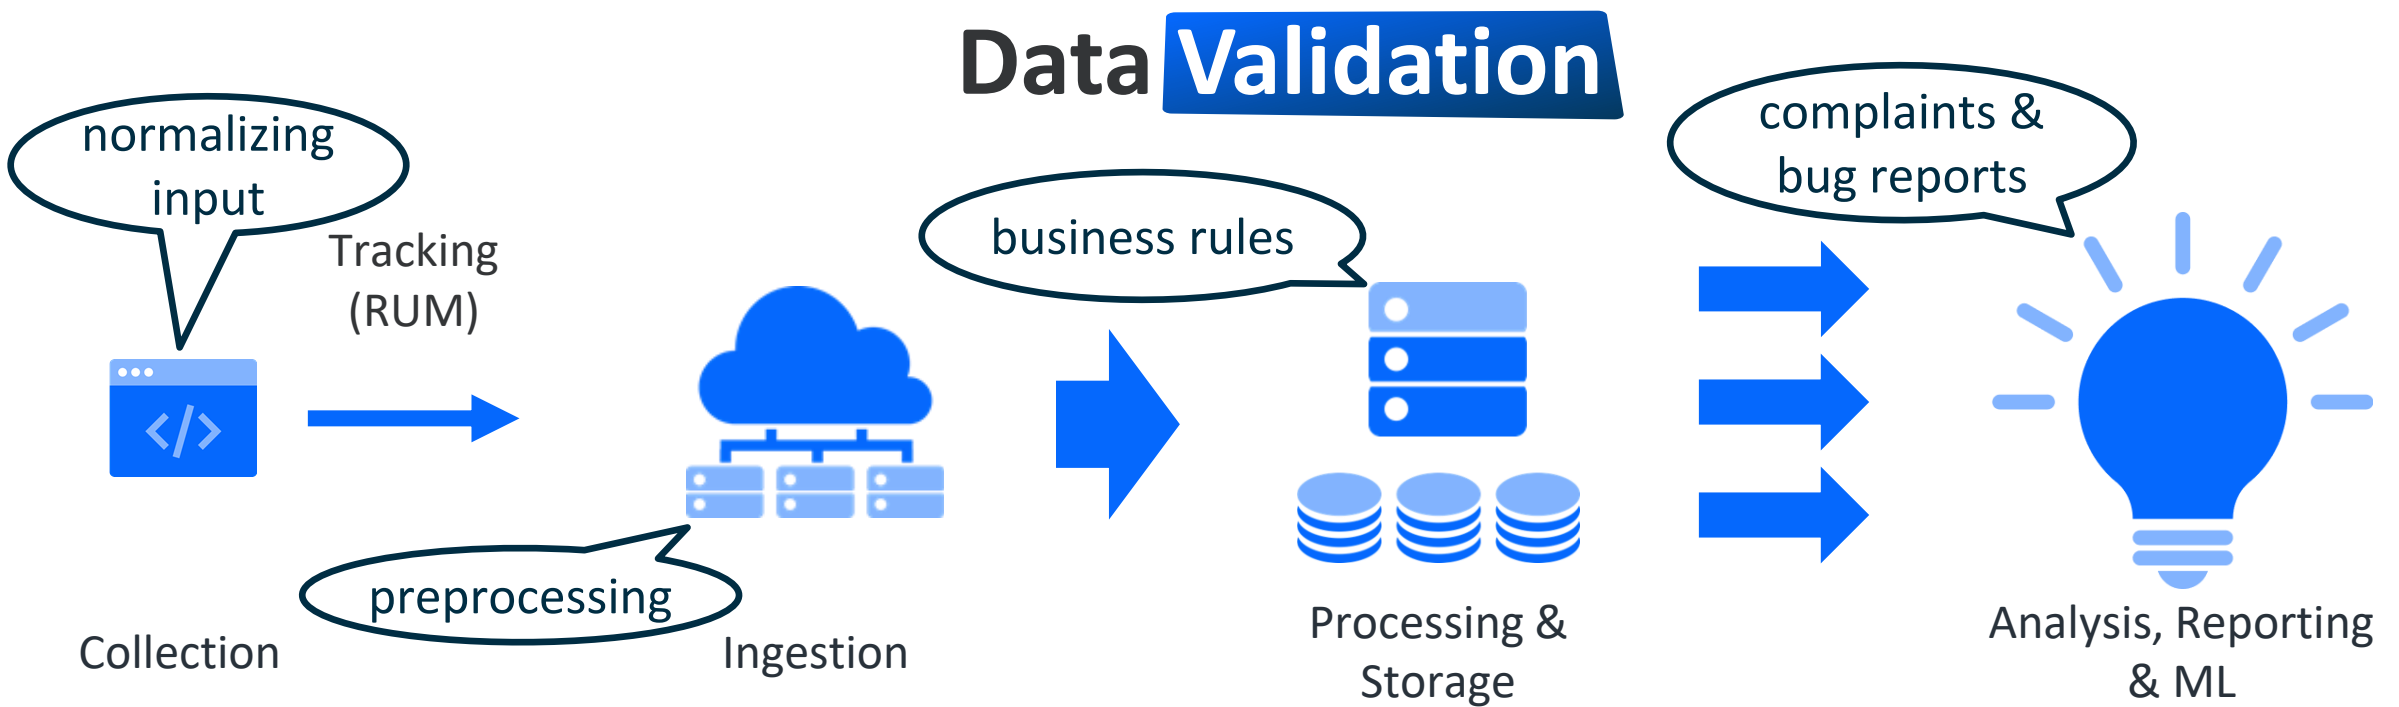 Data Validation
normalizing
input
Tracking
(RUM)
business rules
complaints &
bug reports
</>
preprocessing
Collection
Ingestion
Processing &
Storage
Analysis, Reporting
& ML